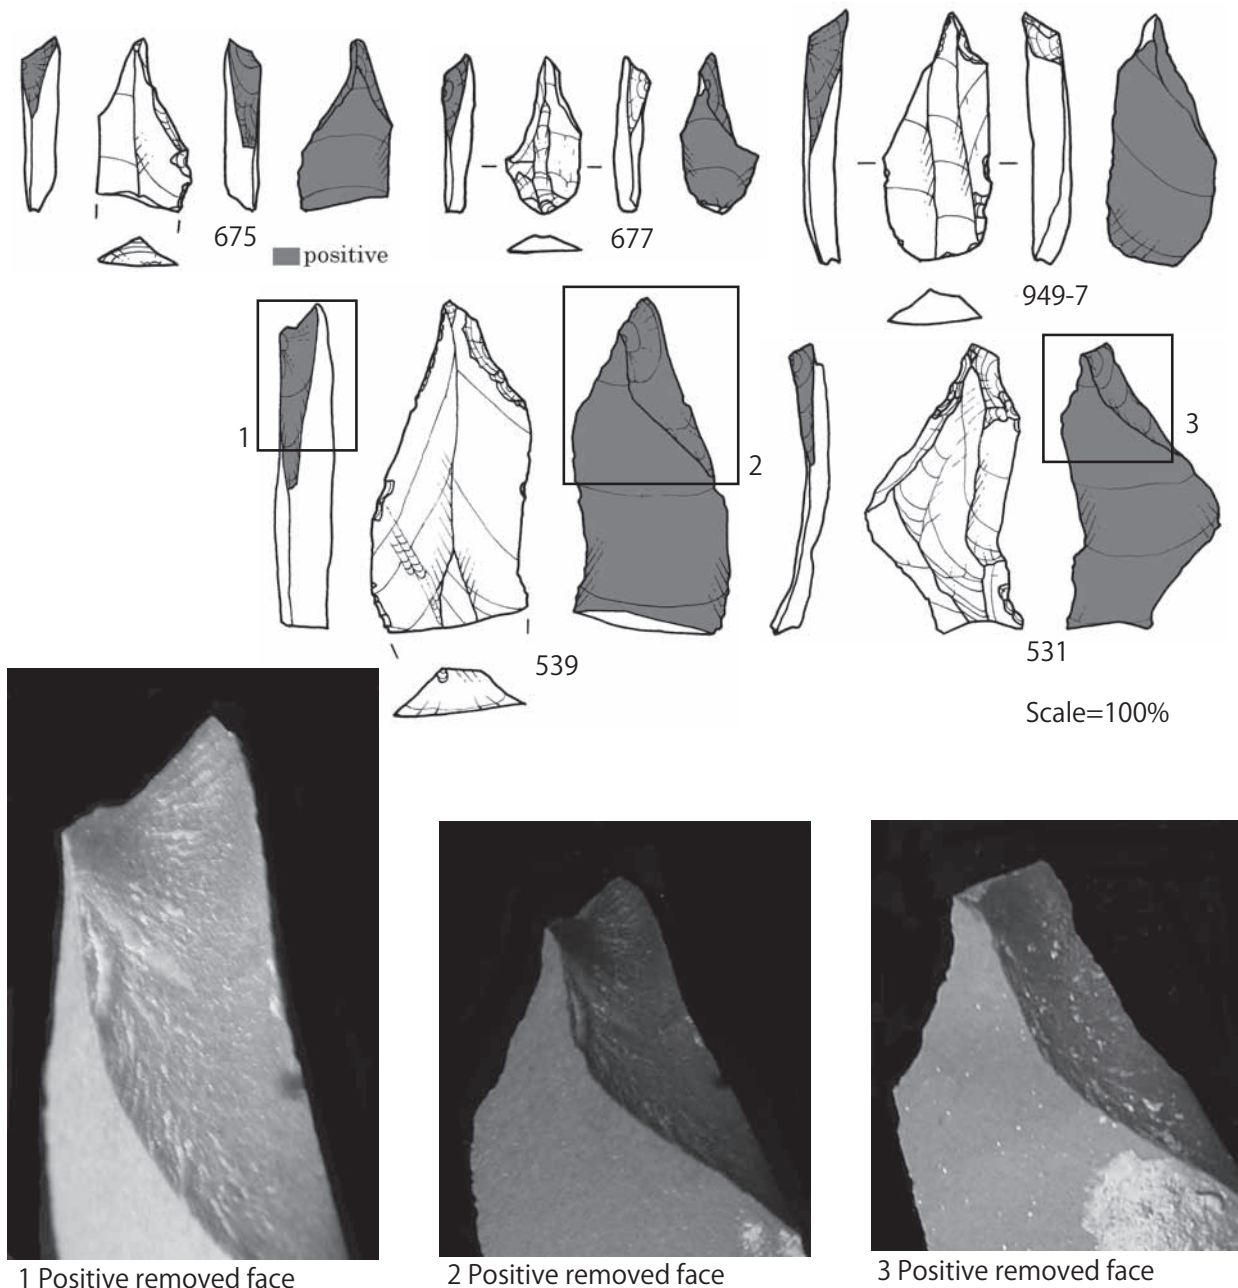 675
positive
677
949-7
1
2
3
539
531
Scale=100%
1 Positive removed face
2 Positive removed face
3 Positive removed face